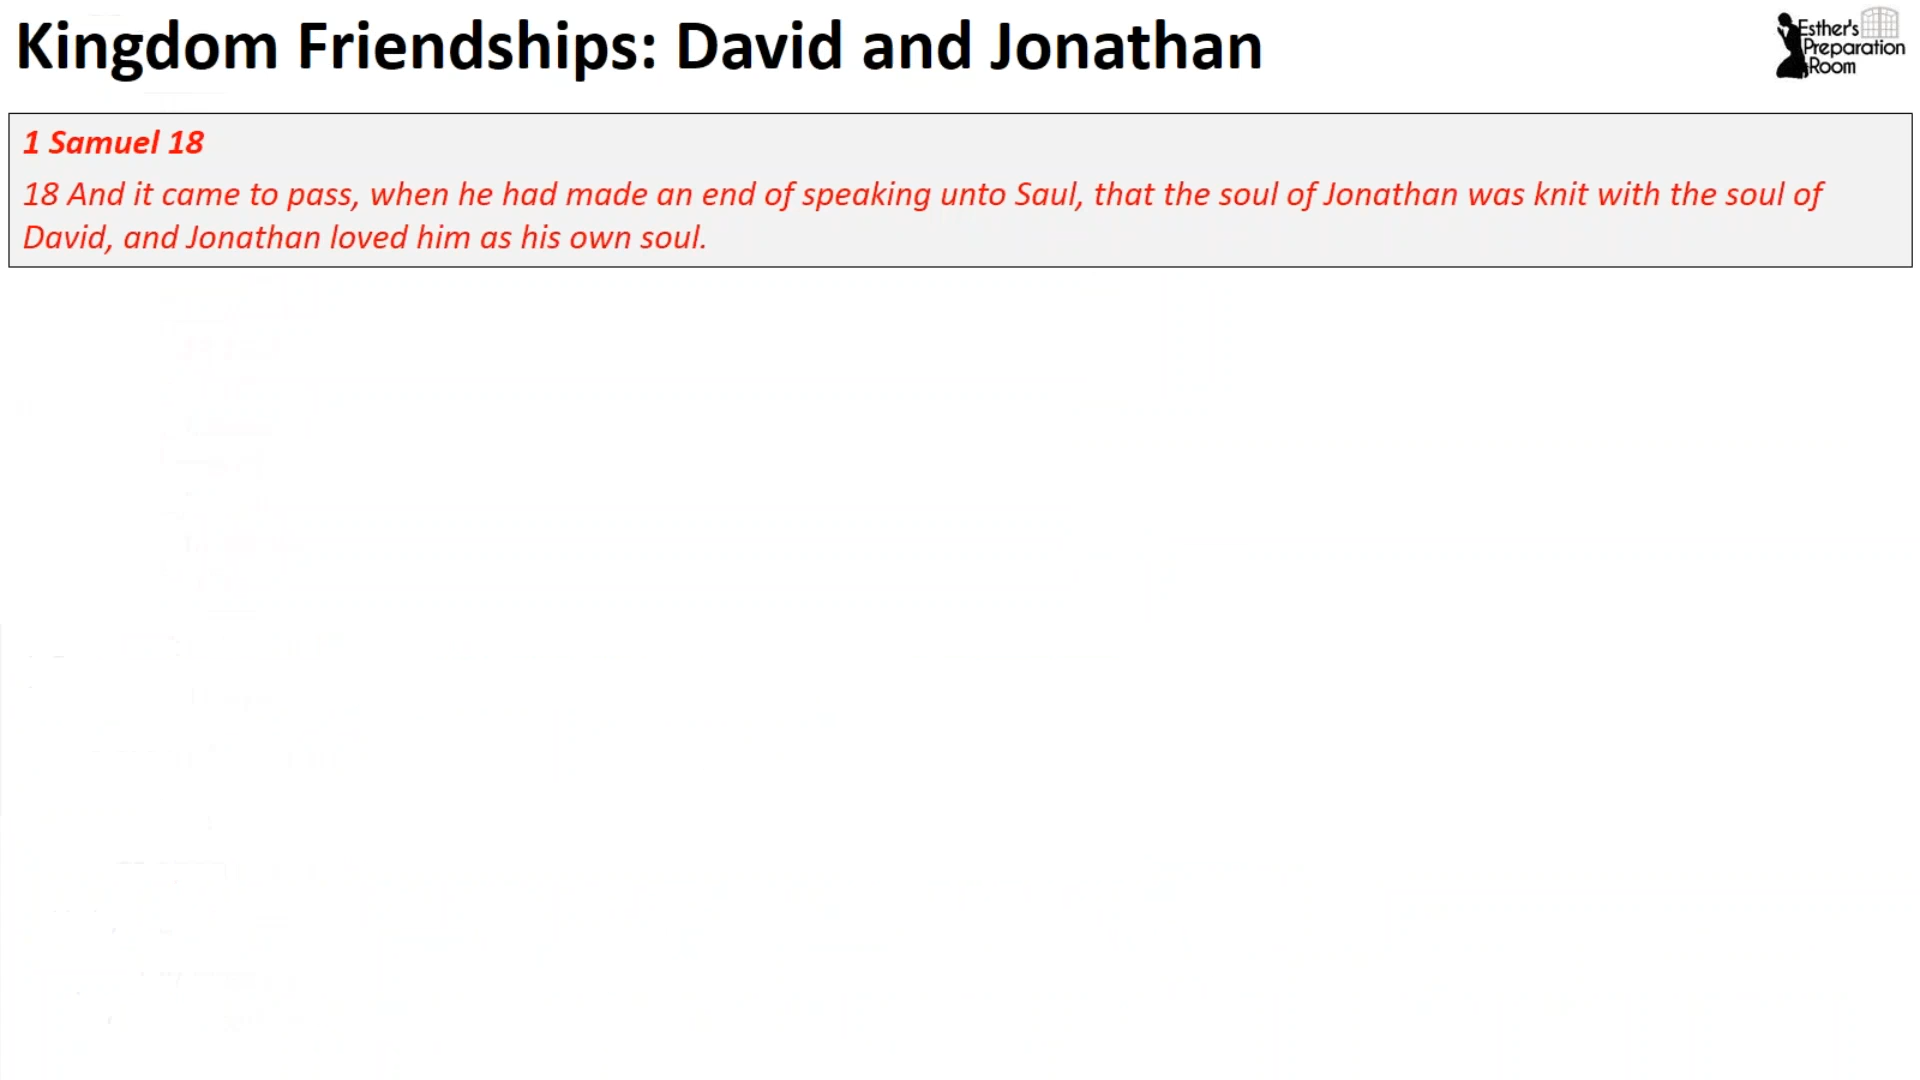 Kingdom Friendships: David and Jonathan
Esther's
Preparation
Room
1 Samuel 18
18 And it came to pass, when he had made an end of speaking unto Saul, that the soul of Jonathan was knit with the soul of
David, and Jonathan loved him as his own soul.